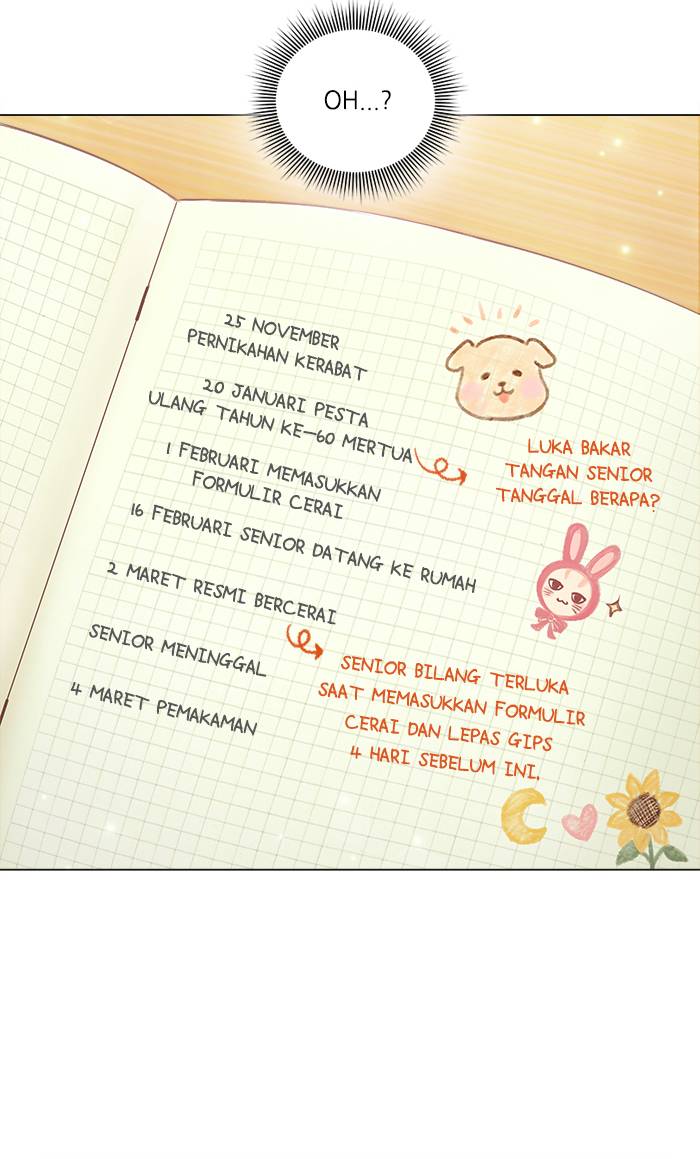 OH...?
25 NOVEMBER
PERNIKAHAN KERABAT
20 JANUARI PESTA
ULANG TAHUN KE-60 MERTUA
LUKA BAKAR
TANGAN SENIOR
TANGGAL BERAPA?
1 FEBRUARI MEMASUKKAN
FORMULIR CERAI
16 FEBRUARI SENIOR DATANG KE RUMAH
2 MARET RESMI BERCERAI
SENIOR MENINGGAL
4 MARET PEMAKAMAN
SENIOR BILANG TERLUKA
SAAT MEMASUKKAN FORMULIR
CERAI DAN LEPAS GIPS
4 HARI SEBELUM INI.